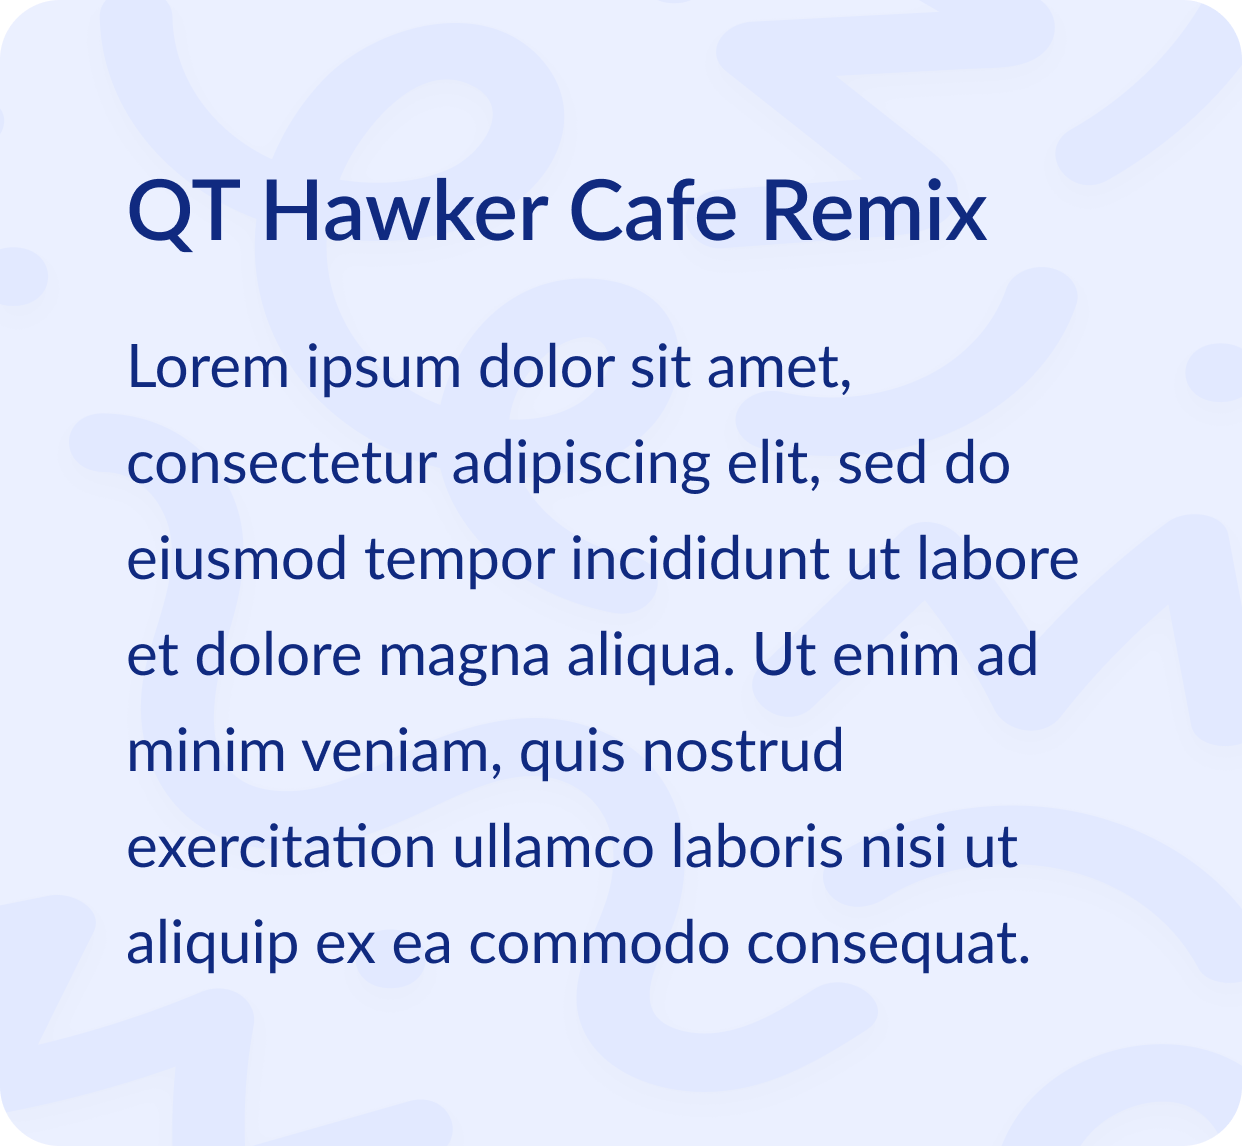 QT Hawker Cafe Remix
Lorem ipsum dolor sit amet,
consectetur adipiscing elit, sed do
eiusmod tempor incididunt ut labore
et dolore magna aliqua. Ut enim ad
minim veniam, quis nostrud
exercitation ullamco laboris nisi ut
aliquip ex ea commodo consequat.